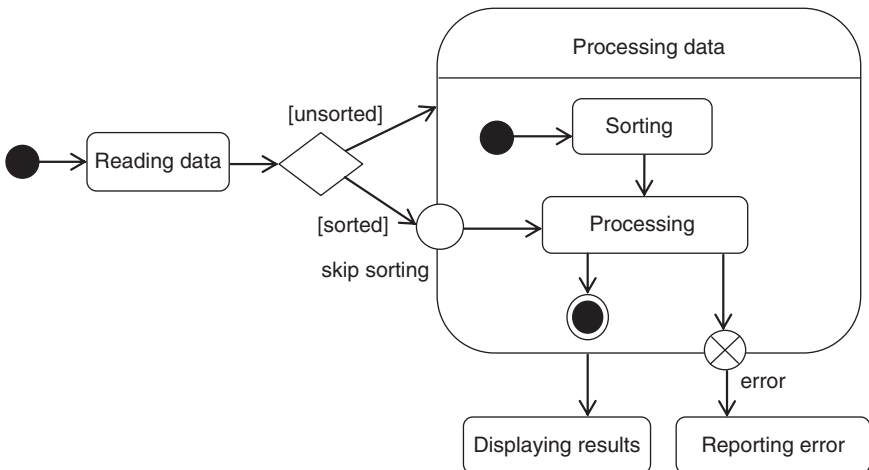 Processing data
[unsorted]
Sorting
Reading data
[sorted]
Processing
skip sorting
error
Displaying results
Reporting error